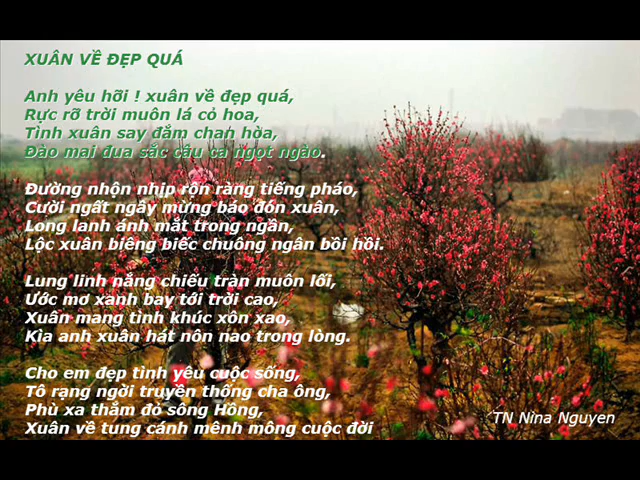 XUÂN VỀ ĐẸP QUÁ
Anh yêu hỡi ! xuân về đẹp quá,
Rực rỡ trời muôn lá cỏ hoa,
Tình xuân say đắm chan hòa,
Đào mai đua sắc câu ca ngọt ngào.
Đường nhộn nhịp rộn ràng tiếng pháo,
Cười ngất ngây mừng báo đón xuân,
Long lanh ánh mắt trong ngần,
Lộc xuân biêng biếc chuông ngân bồi hồi.
Lung linh nắng chiếu tràn muôn lối,
Ước mơ xanh bay tới trời cao,
Xuân mang tình khúc xôn xao,
Kìa anh xuân hát nôn nao trong lòng.
Cho em đẹp tình yêu cuộc sống,
Tô rạng ngời truyền thống cha ông,
Phù xa thắm đỏ sông Hồng,
Xuân về tung cánh mênh mông cuộc đời
TN Nina Nguyen